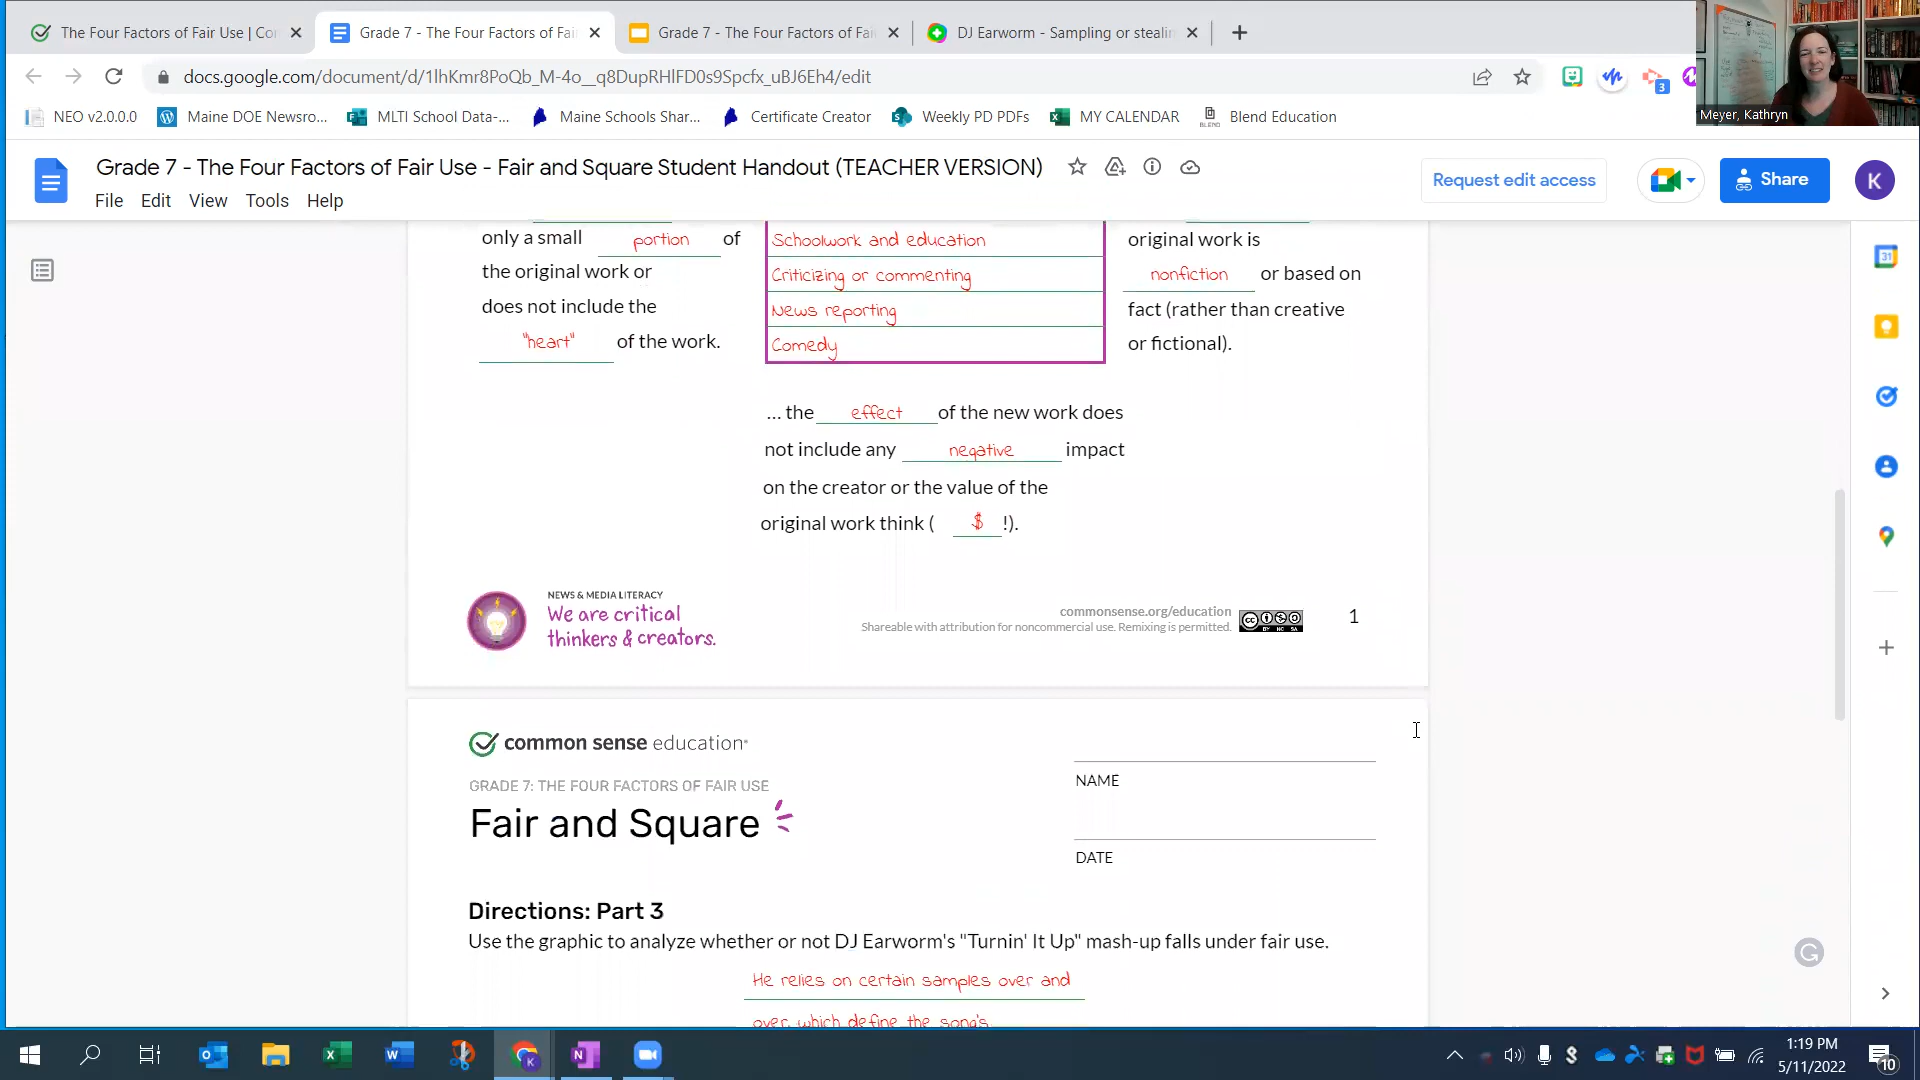 The Four Factors of Fair Use | Co
Grade 7 - The Four Factors of Fai
Grade 7 - The Four Factors of Fai
DJ Earworm - Sampling or stealin
docs.google.com/document/d/1lhKmr8PoQb_M-4o__q8DupRHlFD0s9Spcfx_uBJ6Eh4/edit
3
Meyer, Kathryn
NEO v2.0.0.0
Maine DOE Newsro...
MLTI School Data-...
Maine Schools Shar...
Certificate Creator
Weekly PD PDFs
MY CALENDAR
BLEND
Blend Education
Grade 7 - The Four Factors of Fair Use - Fair and Square Student Handout (TEACHER VERSION)
Request edit access
Share
K
File Edit View Tools Help
only a small portion of
the original work or
does not include the
"heart" of the work.
Schoolwork and education
Criticizing or commenting
News reporting
Comedy
original work is
nonfiction or based on
fact (rather than creative
or fictional).
... the effect of the new work does
not include any negative impact
on the creator or the value of the
original work think ( $ !).
NEWS & MEDIA LITERACY
We are critical
thinkers & creators.
commonsense.org/education
Shareable with attribution for noncommercial use. Remixing is permitted.
cc
BY NC SA
1
common sense education®
GRADE 7: THE FOUR FACTORS OF FAIR USE
Fair and Square
NAME
DATE
Directions: Part 3
Use the graphic to analyze whether or not DJ Earworm's "Turnin' It Up" mash-up falls under fair use.
He relies on certain samples over and
over, which define the song's
31
1:19 PM
5/11/2022
10